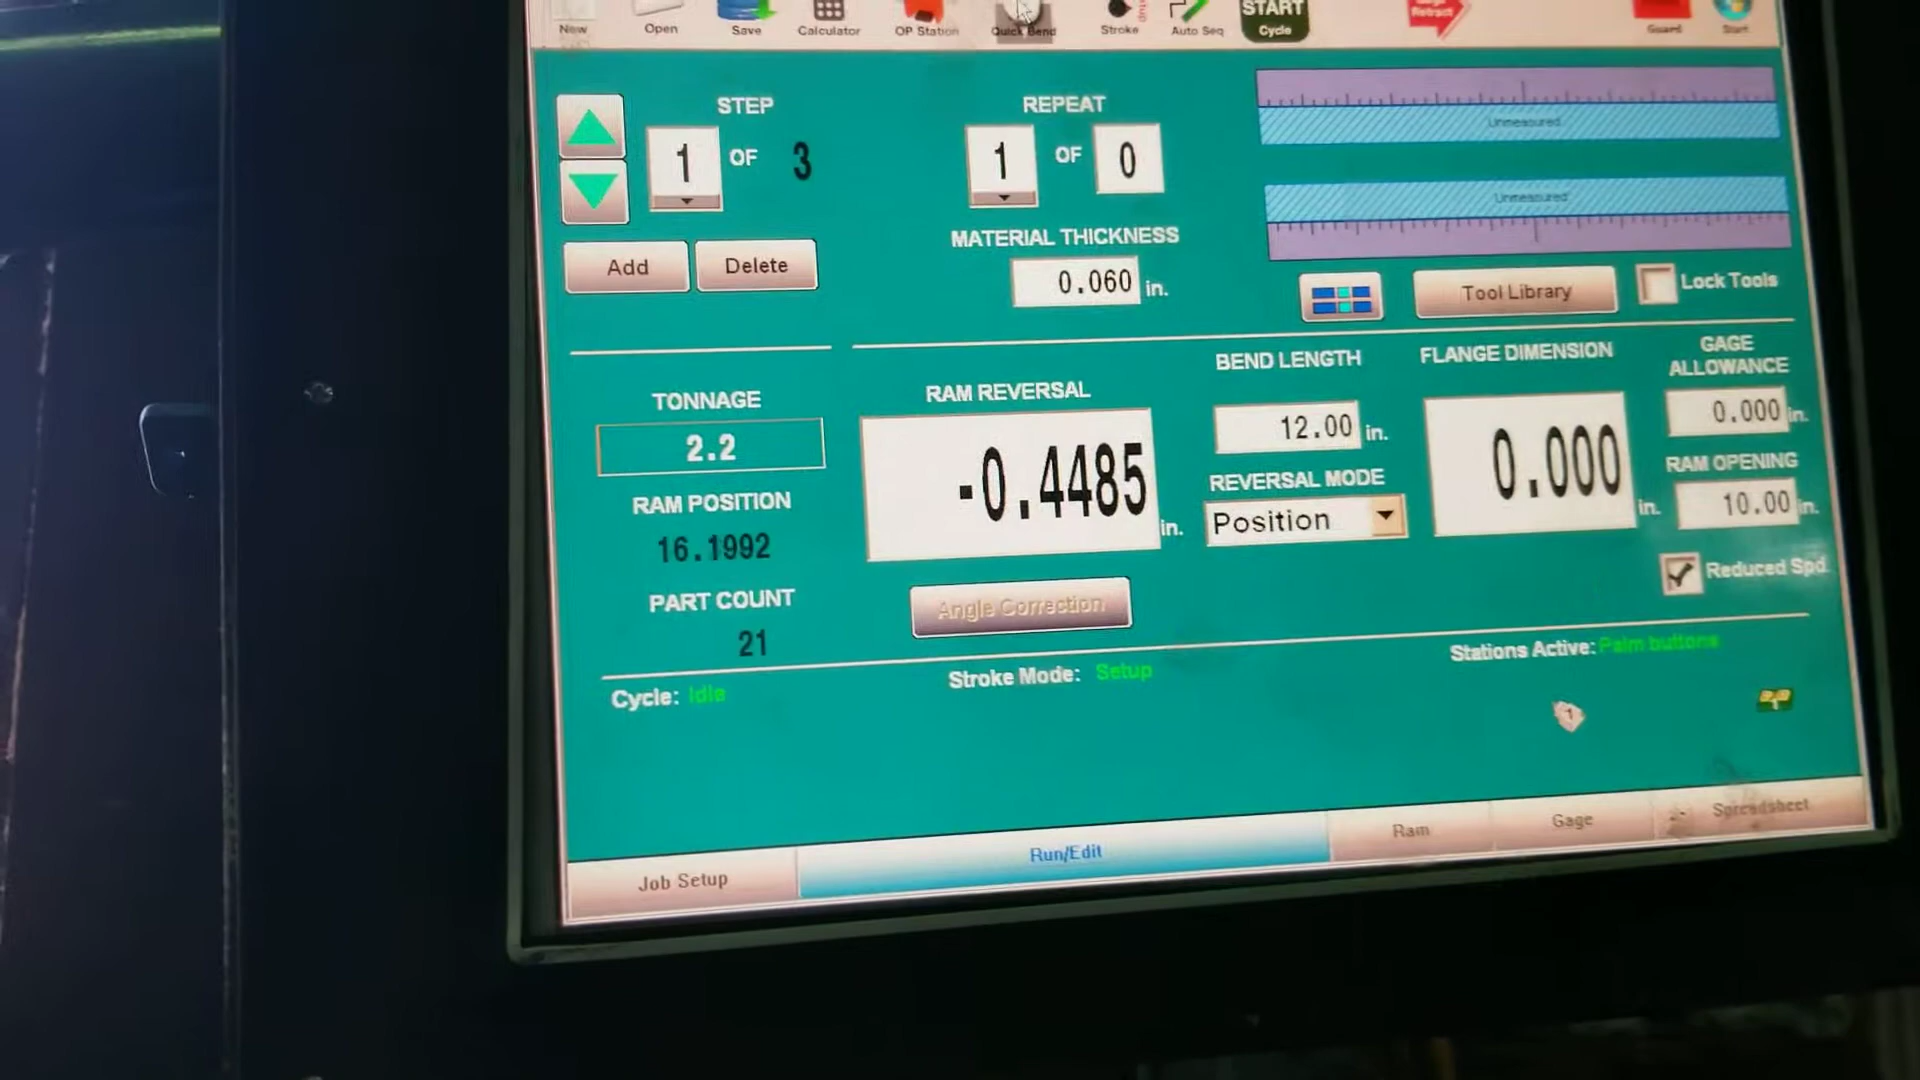 New Open Save Calculator OP Station Quick Bend Stroke Auto Seq START Cycle Retract Guard Start
STEP
1 OF 3
REPEAT
1 OF 0
Unmeasured
Unmeasured
Add Delete
MATERIAL THICKNESS
0.060 in.
Tool Library Lock Tools
TONNAGE
2.2
RAM POSITION
16.1992
PART COUNT
21
RAM REVERSAL
-0.4485 in.
Angle Correction
BEND LENGTH
12.00 in.
REVERSAL MODE
Position
FLANGE DIMENSION
0.000 in.
GAGE
ALLOWANCE
0.000 in.
RAM OPENING
10.00 in.
Reduced Spd.
Cycle: Idle Stroke Mode: Setup Stations Active: Palm buttons
1
Job Setup Run/Edit Ram Gage Spreadsheet